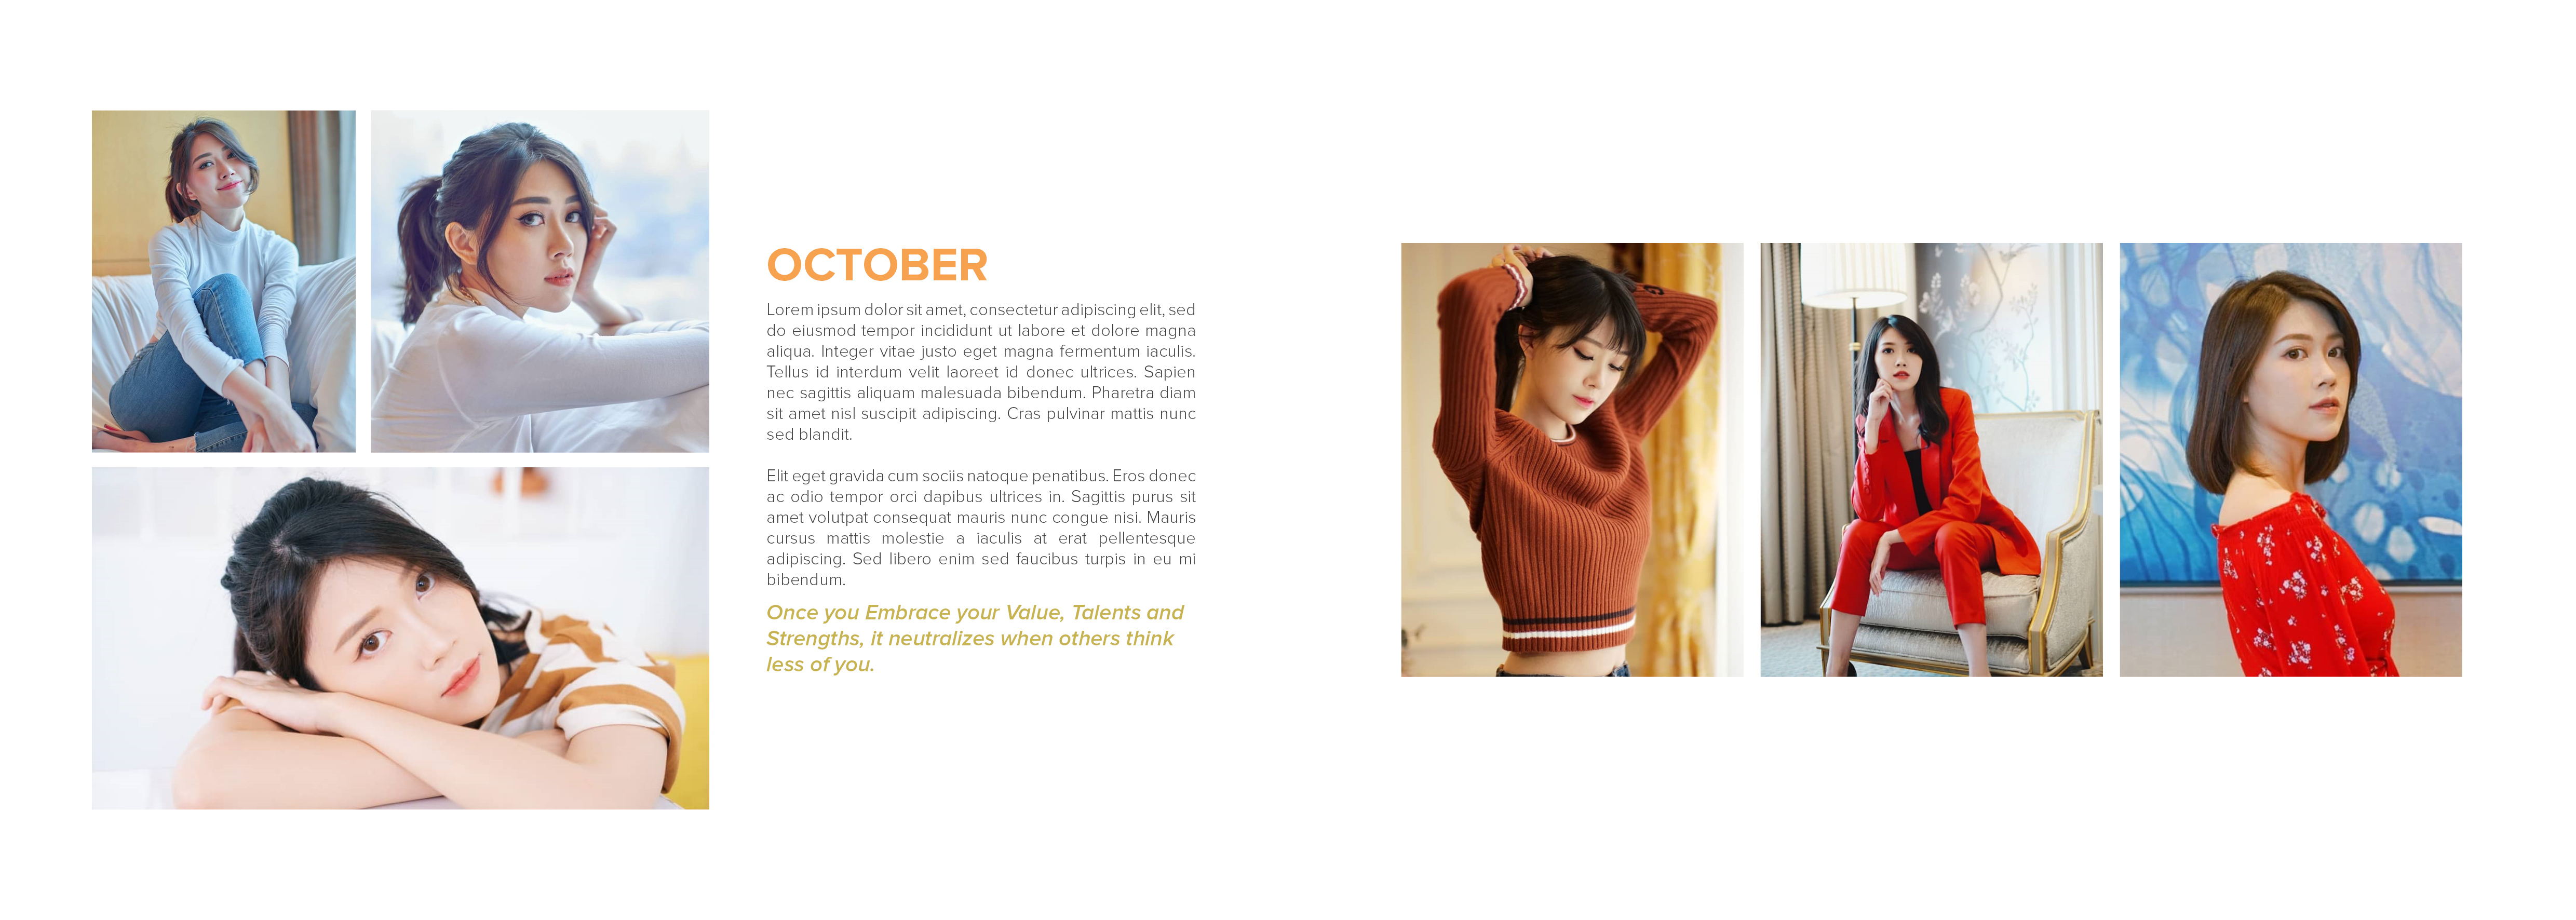 OCTOBER
Lorem ipsum dolor sit amet, consectetur adipiscing elit, sed
do eiusmod tempor incididunt ut labore et dolore magna
aliqua. Integer vitae justo eget magna fermentum iaculis.
Tellus id interdum velit laoreet id donec ultrices. Sapien
nec sagittis aliquam malesuada bibendum. Pharetra diam
sit amet nisl suscipit adipiscing. Cras pulvinar mattis nunc
sed blandit.
Elit eget gravida cum sociis natoque penatibus. Eros donec
ac odio tempor orci dapibus ultrices in. Sagittis purus sit
amet volutpat consequat mauris nunc congue nisi. Mauris
cursus mattis molestie a iaculis at erat pellentesque
adipiscing. Sed libero enim sed faucibus turpis in eu mi
bibendum.
Once you Embrace your Value, Talents and
Strengths, it neutralizes when others think
less of you.